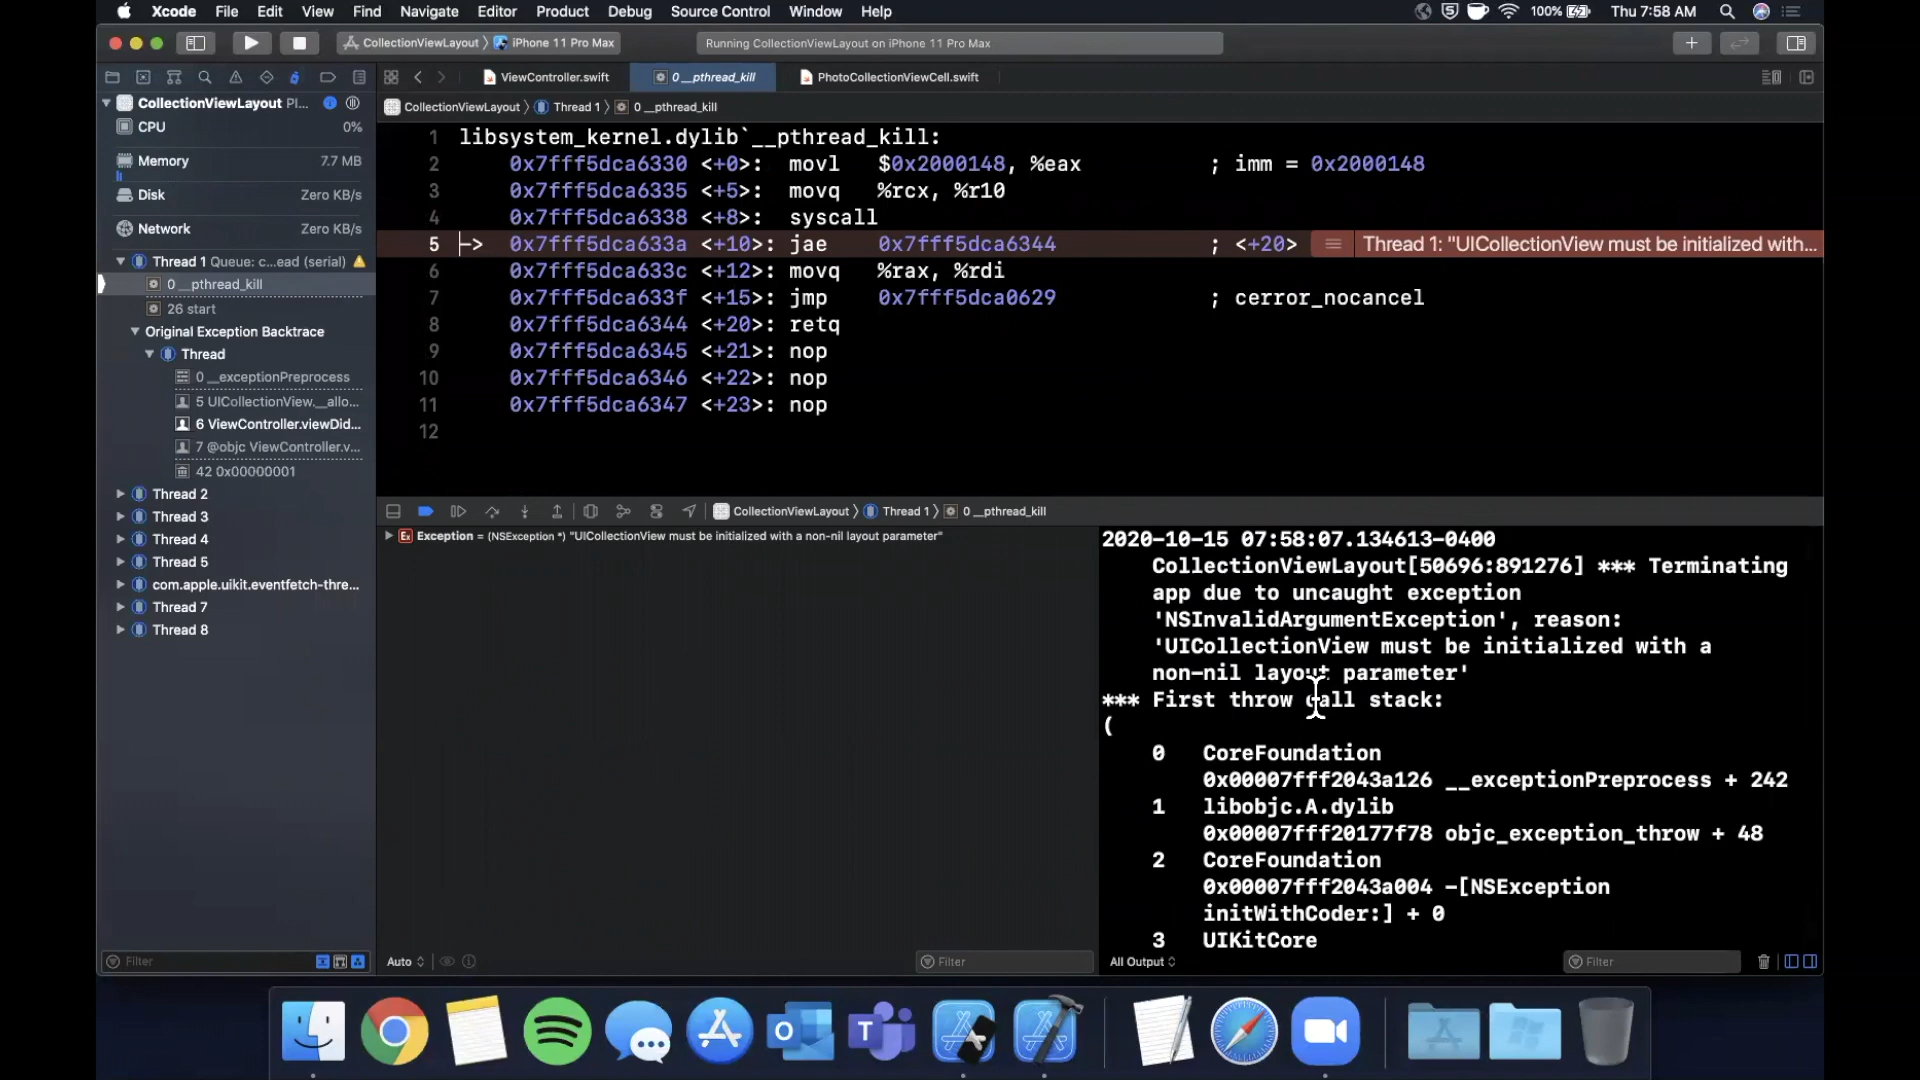 Xcode File Edit View Find Navigate Editor Product Debug Source Control Window Help
100% Thu 7:58 AM
CollectionViewLayout iPhone 11 Pro Max
Running CollectionViewLayout on iPhone 11 Pro Max
ViewController.swift
0 __pthread_kill
PhotoCollectionViewCell.swift
CollectionViewLayout Thread 1 0 __pthread_kill
CollectionViewLayout PI...
CPU 0%
Memory 7.7 MB
Disk Zero KB/s
Network Zero KB/s
Thread 1 Queue: c...ead (serial)
0 __pthread_kill
26 start
Original Exception Backtrace
Thread
0 __exceptionPreprocess
5 UICollectionView.__allo...
6 ViewController.viewDid...
7 @objc ViewController.v...
42 0x00000001
Thread 2
Thread 3
Thread 4
Thread 5
com.apple.uikit.eventfetch-thre...
Thread 7
Thread 8
Filter
1 libsystem_kernel.dylib`__pthread_kill:
2 0x7fff5dca6330 <+0>: movl $0x2000148, %eax ; imm = 0x2000148
3 0x7fff5dca6335 <+5>: movq %rcx, %r10
4 0x7fff5dca6338 <+8>: syscall
5 -> 0x7fff5dca633a <+10>: jae 0x7fff5dca6344 ; <+20> Thread 1: "UICollectionView must be initialized with...
6 0x7fff5dca633c <+12>: movq %rax, %rdi
7 0x7fff5dca633f <+15>: jmp 0x7fff5dca0629 ; cerror_nocancel
8 0x7fff5dca6344 <+20>: retq
9 0x7fff5dca6345 <+21>: nop
10 0x7fff5dca6346 <+22>: nop
11 0x7fff5dca6347 <+23>: nop
12
CollectionViewLayout Thread 1 0 __pthread_kill
Exception = (NSException *) "UICollectionView must be initialized with a non-nil layout parameter"
Auto
Filter
2020-10-15 07:58:07.134613-0400
CollectionViewLayout[50696:891276] *** Terminating
app due to uncaught exception
'NSInvalidArgumentException', reason:
'UICollectionView must be initialized with a
non-nil layout parameter'
*** First throw call stack:
(
0 CoreFoundation
0x00007fff2043a126 __exceptionPreprocess + 242
1 libobjc.A.dylib
0x00007fff20177f78 objc_exception_throw + 48
2 CoreFoundation
0x00007fff2043a004 -[NSException
initWithCoder:] + 0
3 UIKitCore
All Output
Filter